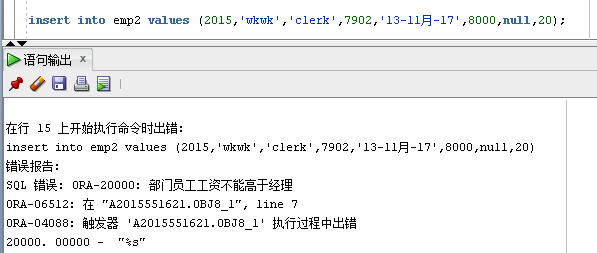 insert into emp2 values (2015,'wkwk','clerk',7902,'13-11月-17',8000,null,20);
语句输出 x
在行 15 上开始执行命令时出错:
insert into emp2 values (2015,'wkwk','clerk',7902,'13-11月-17',8000,null,20)
错误报告:
SQL 错误: ORA-20000: 部门员工工资不能高于经理
ORA-06512: 在 "A2015551621.OBJ8_1", line 7
ORA-04088: 触发器 'A2015551621.OBJ8_1' 执行过程中出错
20000. 00000 -  "%s"